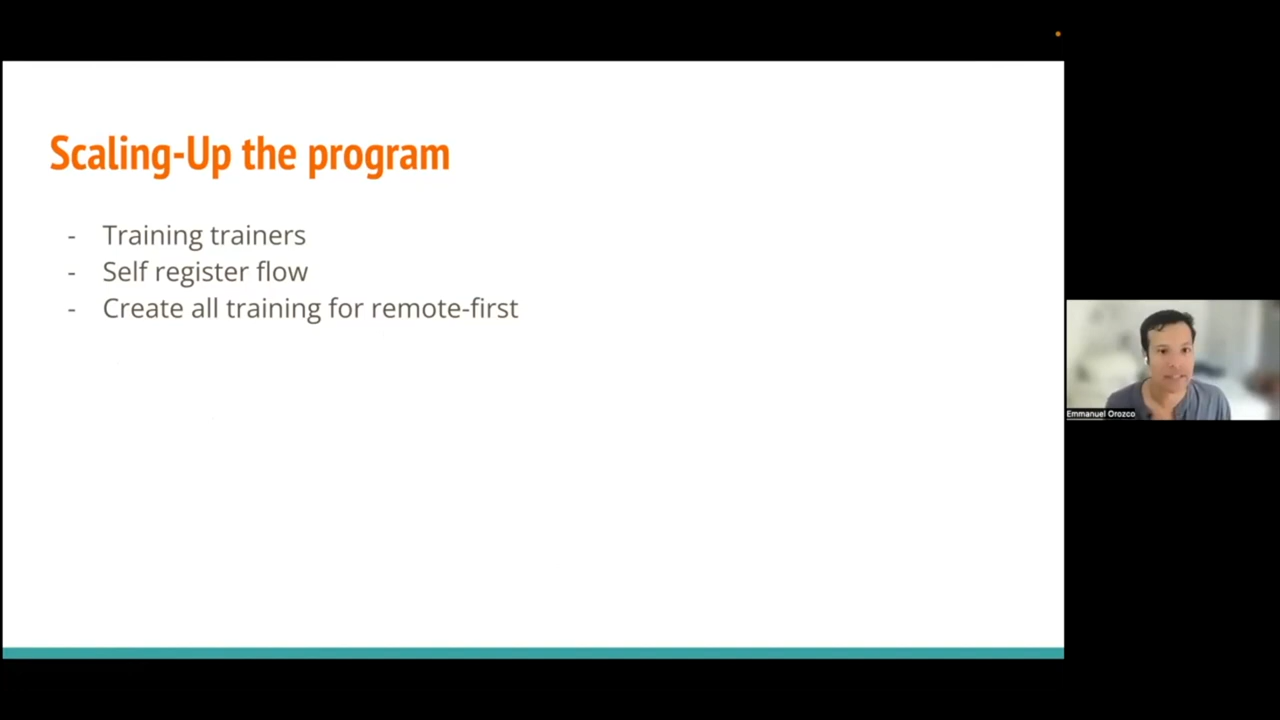 Scaling-Up the program
- Training trainers
- Self register flow
- Create all training for remote-first
Emmanuel Orozco